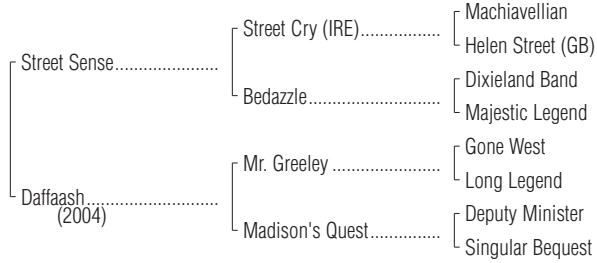 Machiavellian
Street Cry (IRE)..................
Helen Street (GB)
Street Sense.......................
Dixieland Band
Bedazzle.............................
Majestic Legend
Gone West
Mr. Greeley ........................
Long Legend
Daffaash.............................
(2004)
Deputy Minister
Madison's Quest...............
Singular Bequest